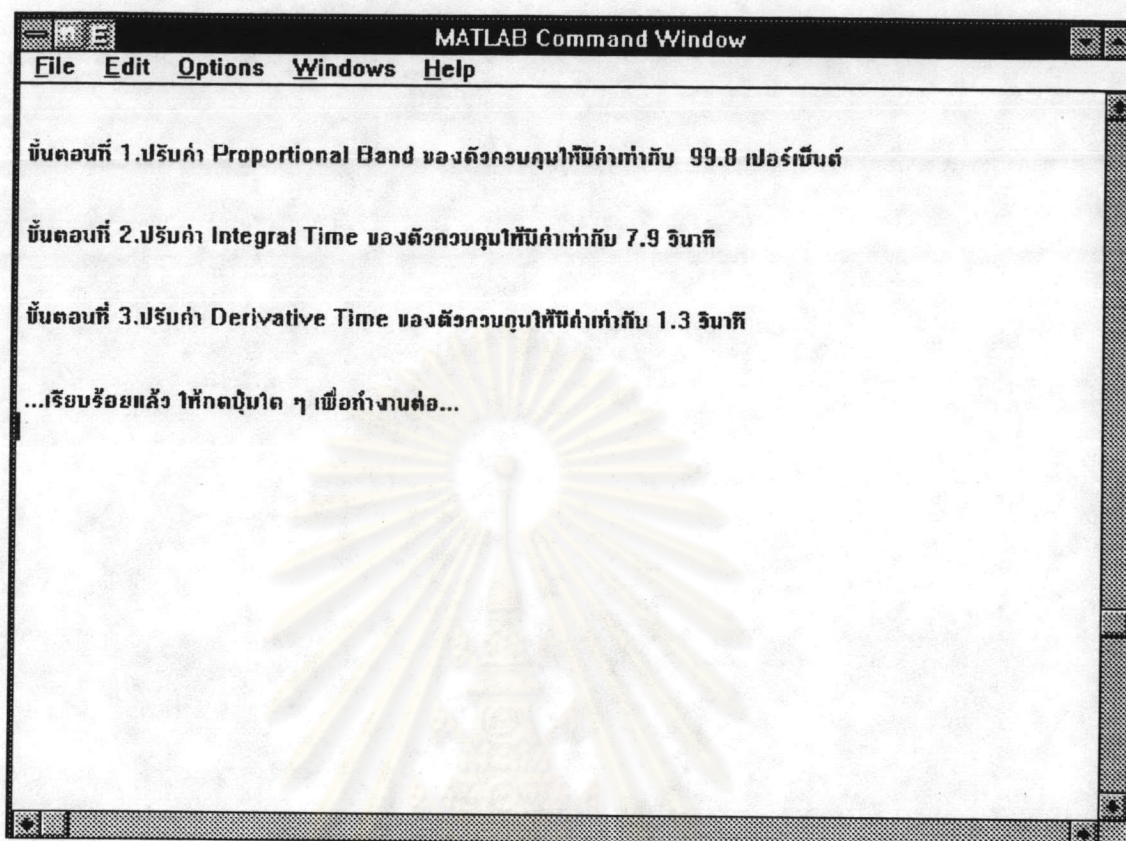 MATLAB Command Window
File Edit Options Windows Help
ขั้นตอนที่ 1.ปรับค่า Proportional Band ของตัวควบคุมให้มีค่าเท่ากับ 99.8 เปอร์เซ็นต์
ขั้นตอนที่ 2.ปรับค่า Integral Time ของตัวควบคุมให้มีค่าเท่ากับ 7.9 วินาที
ขั้นตอนที่ 3.ปรับค่า Derivative Time ของตัวควบคุมให้มีค่าเท่ากับ 1.3 วินาที
...เรียบร้อยแล้ว ให้กดปุ่มใด ๆ เพื่อทำงานต่อ...